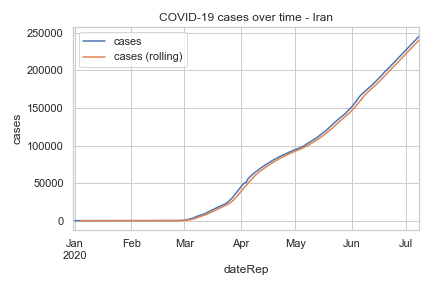 COVID-19 cases over time - Iran
cases
cases (rolling)
250000
200000
150000
100000
50000
0
cases
Jan Feb Mar Apr May Jun Jul
2020
dateRep